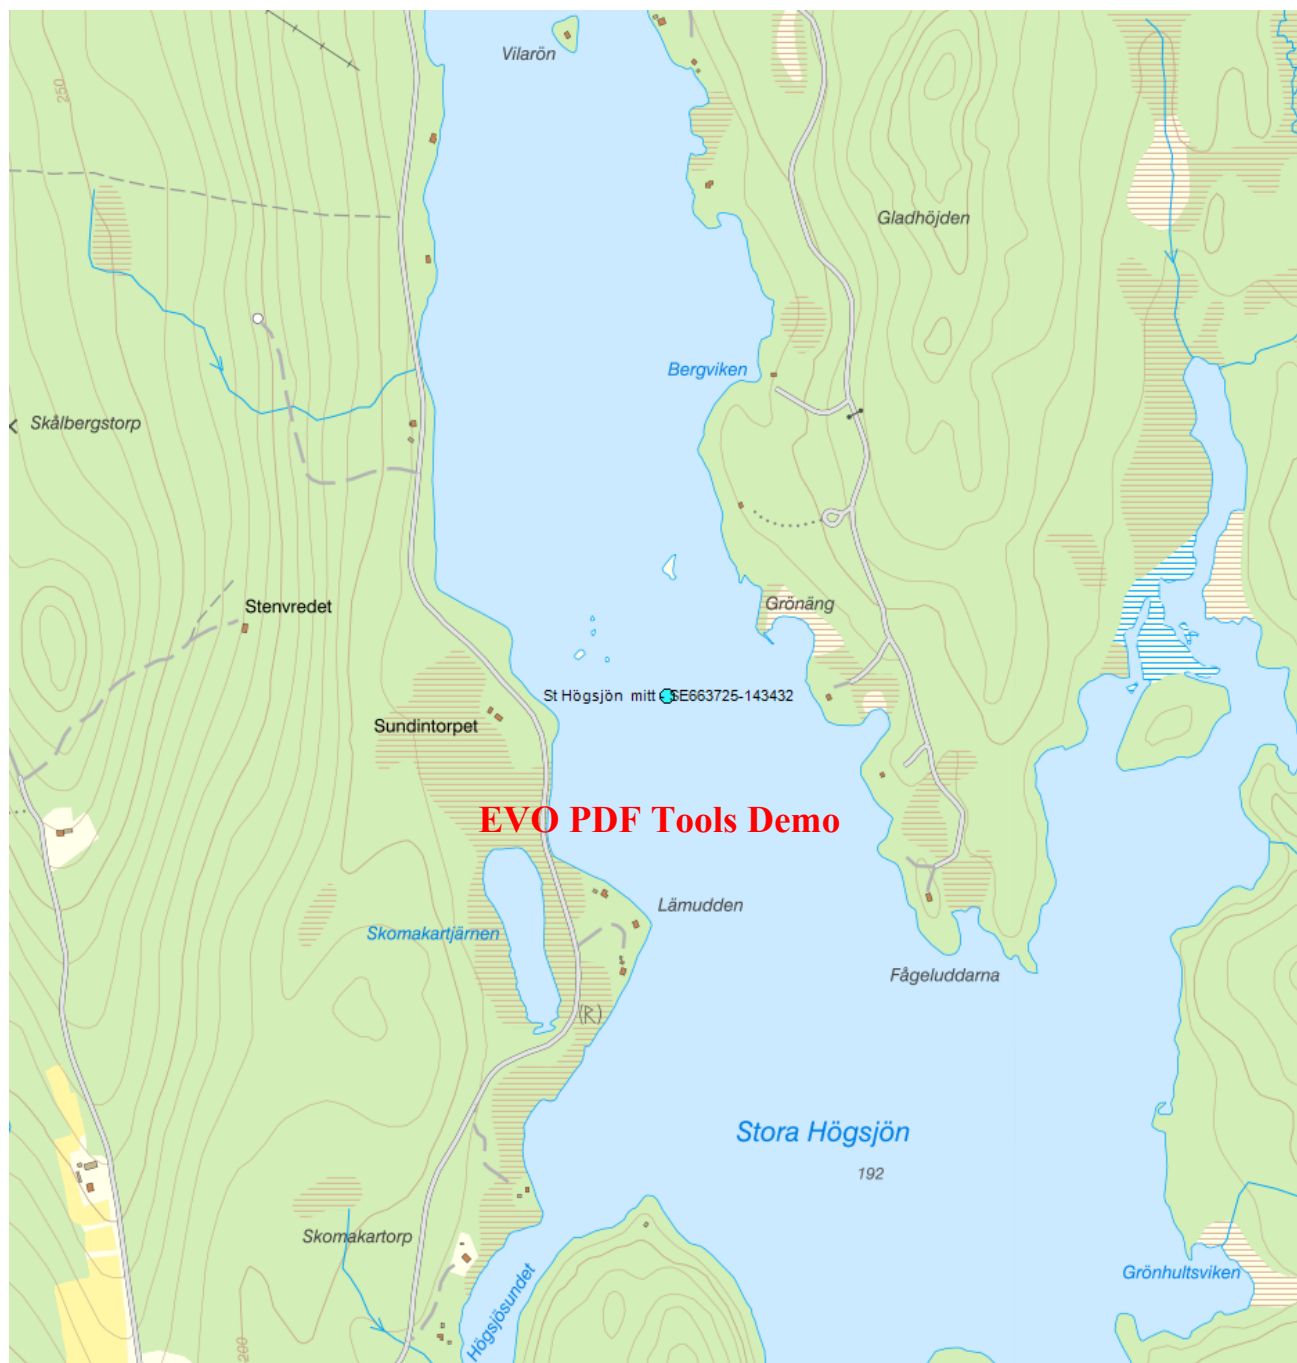 Vilarön
250
Gladhöjden
Bergviken
Skålbergstorp
Stenvredet
Grönäng
St Högsjön mitt - SE663725-143432
Sundintorpet
EVO PDF Tools Demo
Lämudden
Skomakartjärnen
Fågeluddarna
(R)
Stora Högsjön
192
Skomakartorp
Grönhultsviken
Högsjösundet
200